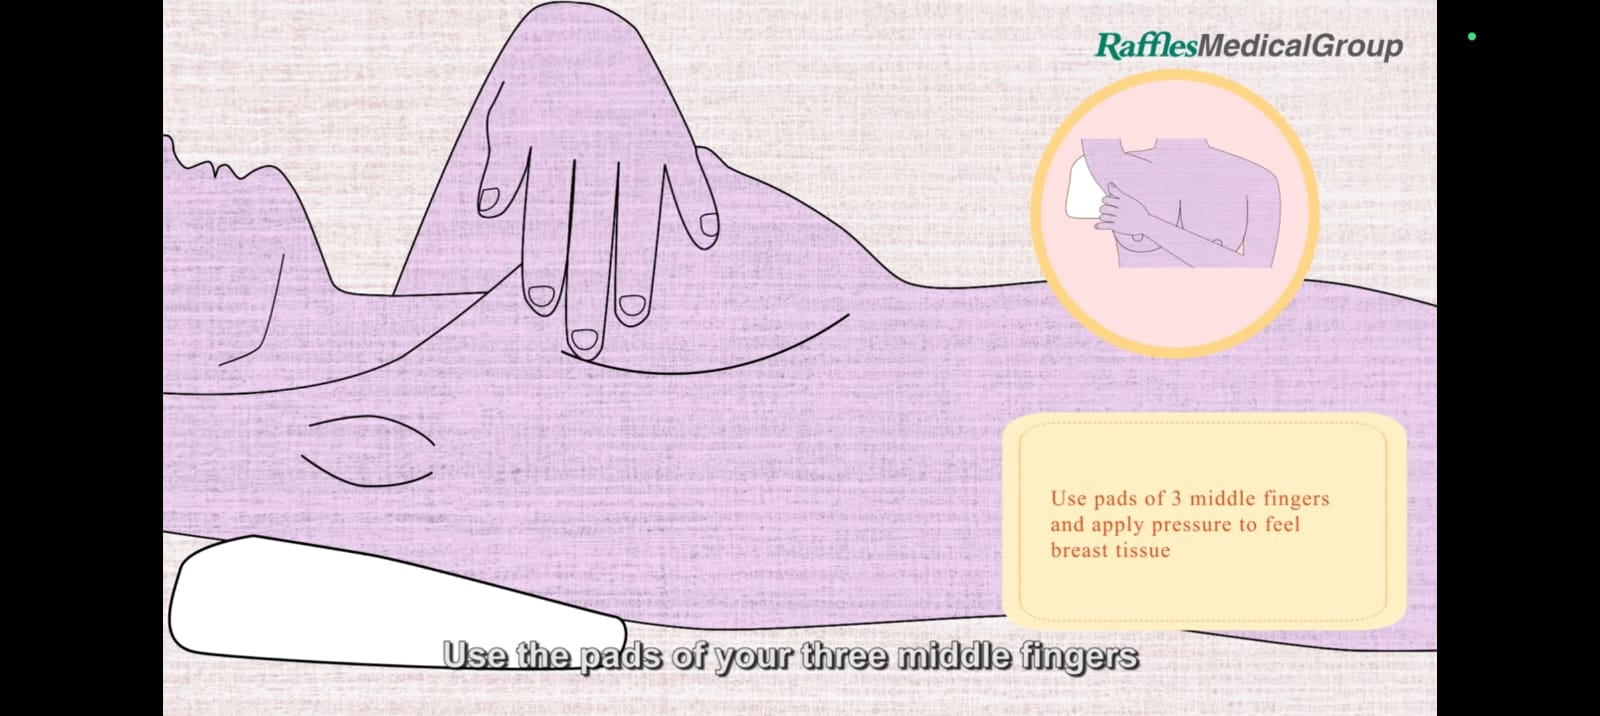 RafflesMedicalGroup
Use pads of 3 middle fingers
and apply pressure to feel
breast tissue
Use the pads of your three middle fingers